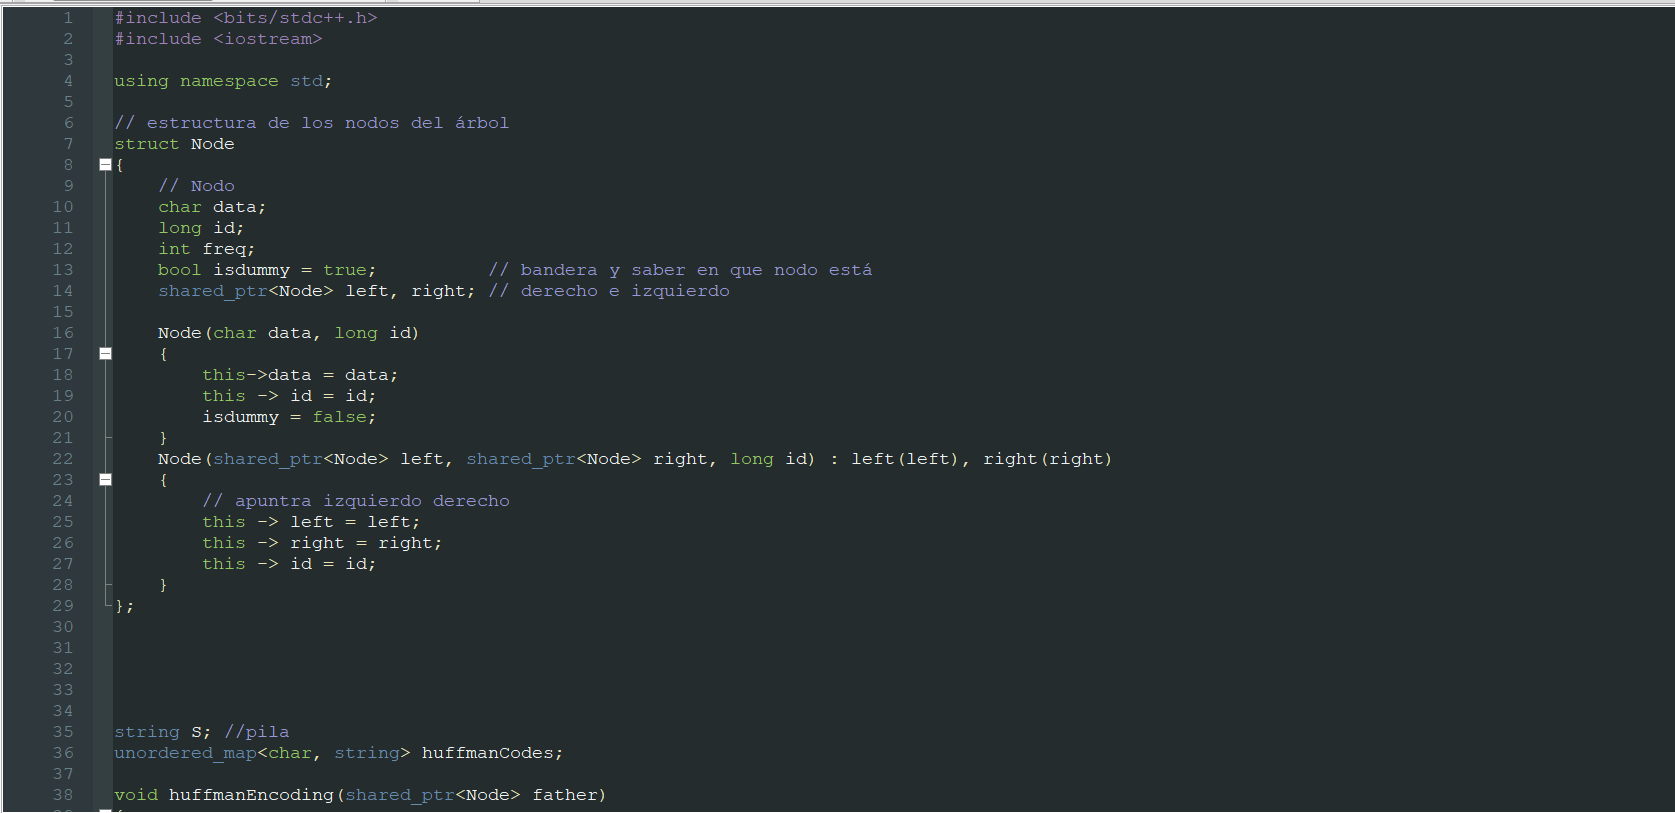 1 #include <bits/stdc++.h>
2 #include <iostream>
3
4 using namespace std;
5
6 // estructura de los nodos del árbol
7 struct Node
8 {
9 // Nodo
10 char data;
11 long id;
12 int freq;
13 bool isdummy = true; // bandera y saber en que nodo está
14 shared_ptr<Node> left, right; // derecho e izquierdo
15
16 Node(char data, long id)
17 {
18 this->data = data;
19 this -> id = id;
20 isdummy = false;
21 }
22 Node(shared_ptr<Node> left, shared_ptr<Node> right, long id) : left(left), right(right)
23 {
24 // apuntra izquierdo derecho
25 this -> left = left;
26 this -> right = right;
27 this -> id = id;
28 }
29 };
30
31
32
33
34
35 string S; //pila
36 unordered_map<char, string> huffmanCodes;
37
38 void huffmanEncoding(shared_ptr<Node> father)